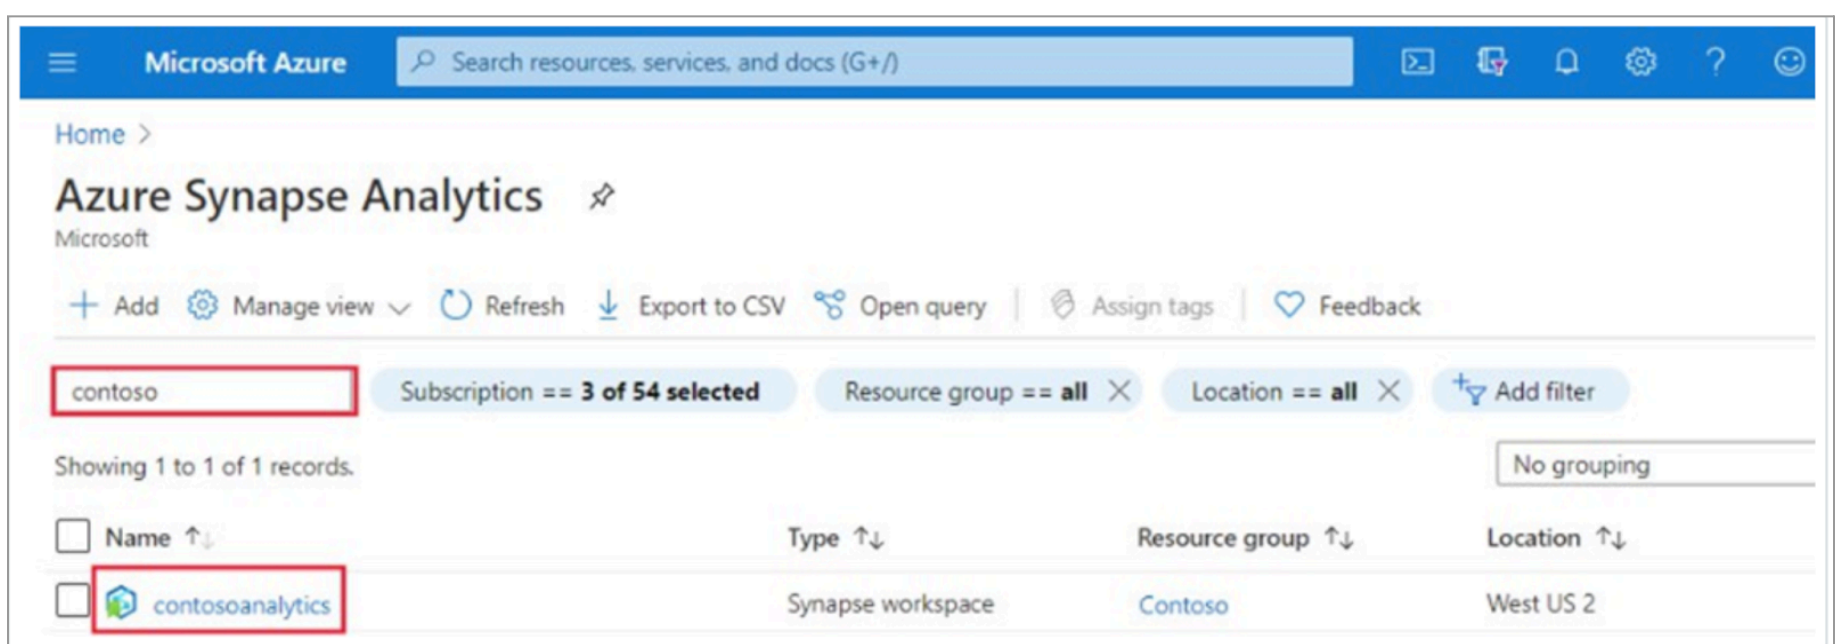 Microsoft Azure Search resources, services, and docs (G+/)
Home >
Azure Synapse Analytics
Microsoft
Add Manage view Refresh Export to CSV Open query Assign tags Feedback
contoso Subscription == 3 of 54 selected Resource group == all Location == all Add filter
Showing 1 to 1 of 1 records. No grouping
Name Type Resource group Location
contosoanalytics Synapse workspace Contoso West US 2